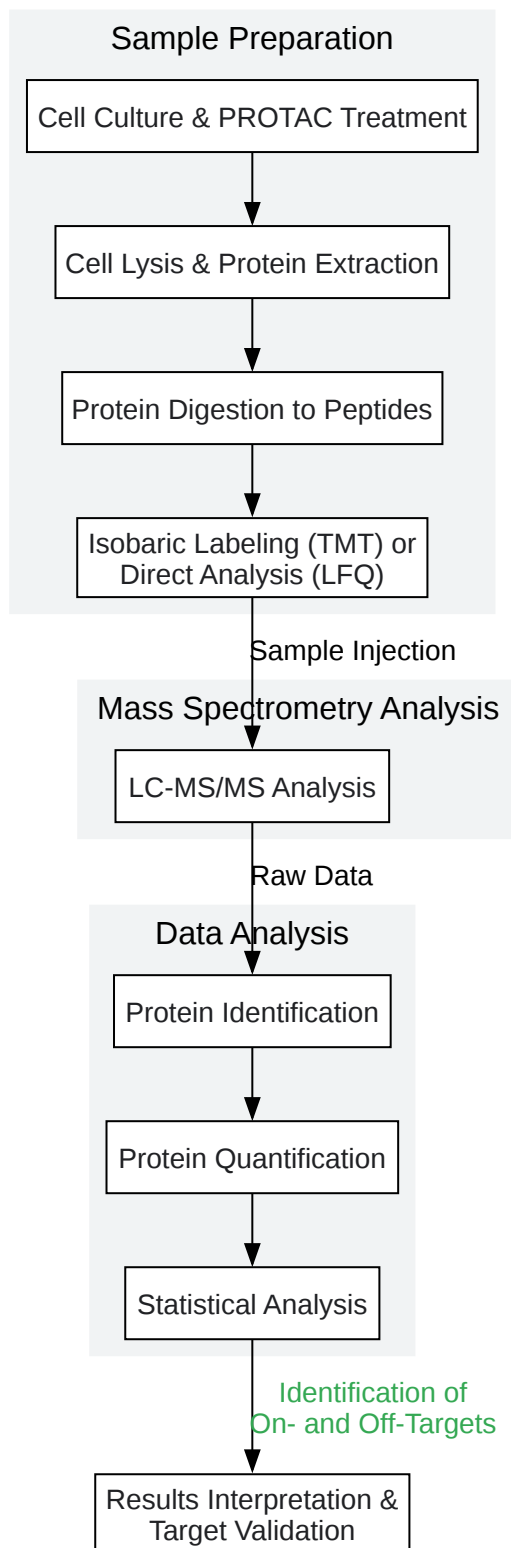 Sample Preparation
Cell Culture & PROTAC Treatment
Cell Lysis & Protein Extraction
Protein Digestion to Peptides
Isobaric Labeling (TMT) or
Direct Analysis (LFQ)
Sample Injection
Mass Spectrometry Analysis
LC-MS/MS Analysis
Raw Data
Data Analysis
Protein Identification
Protein Quantification
Statistical Analysis
Identification of
On- and Off-Targets
Results Interpretation &
Target Validation